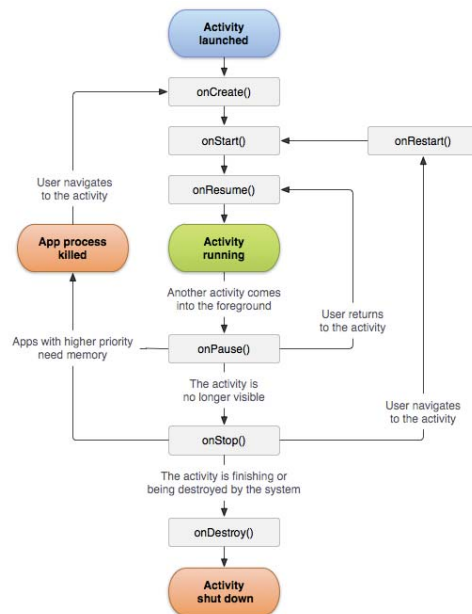 Activity
launched
onCreate()
onStart()
onRestart()
User navigates
to the activity
onResume()
App process
killed
Activity
running
Another activity comes
into the foreground
User returns
to the activity
Apps with higher priority
need memory
onPause()
The activity is
no longer visible
User navigates
to the activity
onStop()
The activity is finishing or
being destroyed by the system
onDestroy()
Activity
shut down